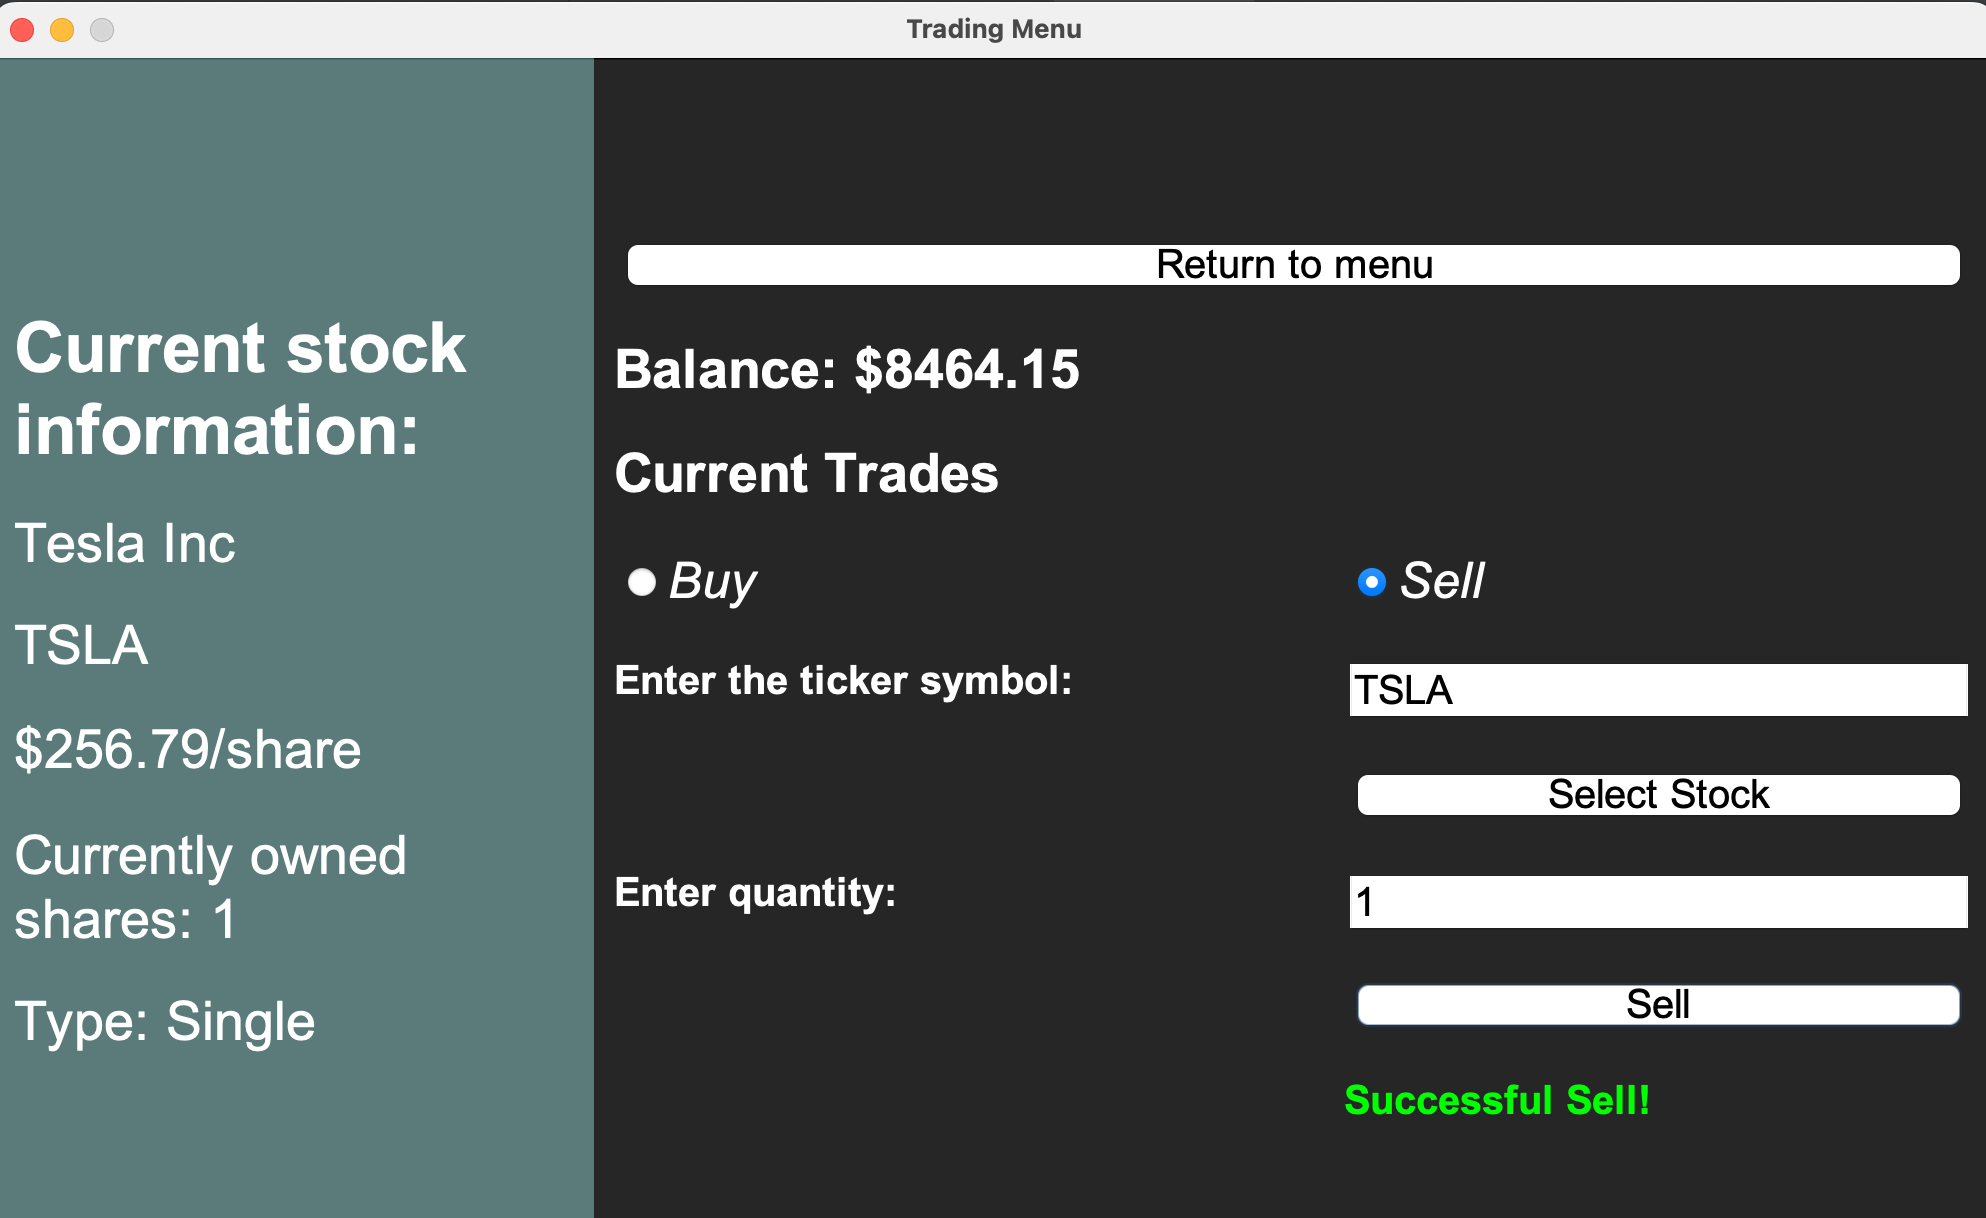 Trading Menu
Current stock
information:
Tesla Inc
TSLA
$256.79/share
Currently owned
shares: 1
Type: Single
Return to menu
Balance: $8464.15
Current Trades
Buy
Sell
Enter the ticker symbol:
TSLA
Select Stock
Enter quantity:
1
Sell
Successful Sell!